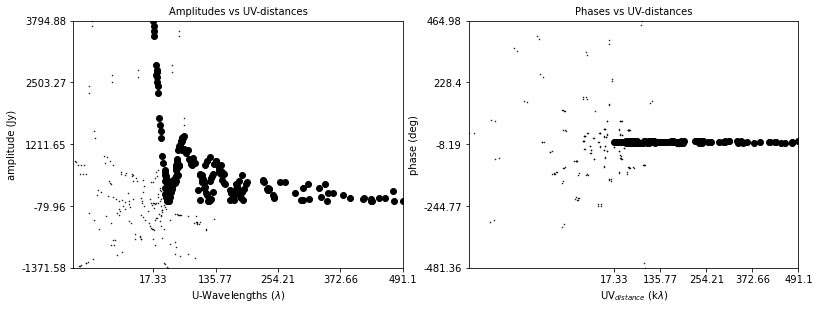 Amplitudes vs UV-distances
3794.88
2503.27
1211.65
-79.96
-1371.58
amplitude (Jy)
17.33 135.77 254.21 372.66 491.1
U-Wavelengths (λ)
Phases vs UV-distances
464.98
228.4
-8.19
-244.77
-481.36
phase (deg)
17.33 135.77 254.21 372.66 491.1
UVdistance (kλ)